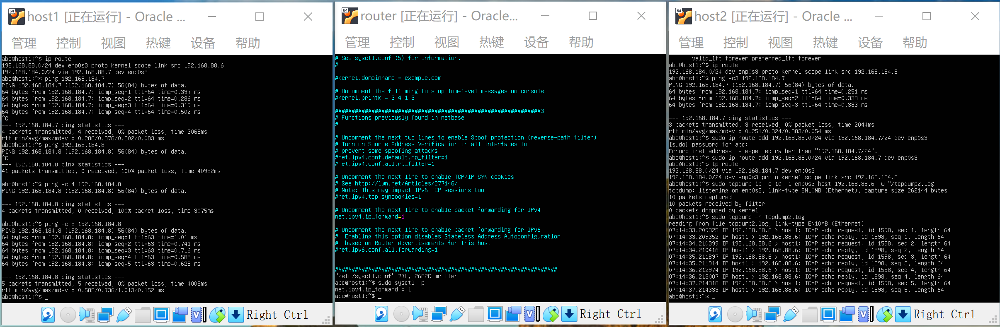 64
host1 [正在运行] - Oracle ...
管理 控制 视图 热键 设备 帮助
abc@host1:~$ ip route
192.168.88.0/24 dev enp0s3 proto kernel scope link src 192.168.88.6
192.168.184.0/24 via 192.168.88.7 dev enp0s3
abc@host1:~$ ping 192.168.184.7
PING 192.168.184.7 (192.168.184.7) 56(84) bytes of data.
64 bytes from 192.168.184.7: icmp_seq=1 ttl=64 time=0.397 ms
64 bytes from 192.168.184.7: icmp_seq=2 ttl=64 time=0.286 ms
64 bytes from 192.168.184.7: icmp_seq=3 ttl=64 time=0.319 ms
64 bytes from 192.168.184.7: icmp_seq=4 ttl=64 time=0.502 ms
^C
--- 192.168.184.7 ping statistics ---
4 packets transmitted, 4 received, 0% packet loss, time 3068ms
rtt min/avg/max/mdev = 0.286/0.376/0.502/0.083 ms
abc@host1:~$ ping 192.168.184.8
PING 192.168.184.8 (192.168.184.8) 56(84) bytes of data.
^C
--- 192.168.184.8 ping statistics ---
41 packets transmitted, 0 received, 100% packet loss, time 40952ms
abc@host1:~$ ping -c 4 192.168.184.8
PING 192.168.184.8 (192.168.184.8) 56(84) bytes of data.
--- 192.168.184.8 ping statistics ---
4 packets transmitted, 0 received, 100% packet loss, time 3075ms
abc@host1:~$ ping -c 5 192.168.184.8
PING 192.168.184.8 (192.168.184.8) 56(84) bytes of data.
64 bytes from 192.168.184.8: icmp_seq=1 ttl=63 time=1.01 ms
64 bytes from 192.168.184.8: icmp_seq=2 ttl=63 time=0.741 ms
64 bytes from 192.168.184.8: icmp_seq=3 ttl=63 time=0.716 ms
64 bytes from 192.168.184.8: icmp_seq=4 ttl=63 time=0.585 ms
64 bytes from 192.168.184.8: icmp_seq=5 ttl=63 time=0.628 ms
--- 192.168.184.8 ping statistics ---
5 packets transmitted, 5 received, 0% packet loss, time 4005ms
rtt min/avg/max/mdev = 0.585/0.736/1.013/0.152 ms
abc@host1:~$ _
V
Right Ctrl
64
router [正在运行] - Oracle...
管理 控制 视图 热键 设备 帮助
# See sysctl.conf (5) for information.
#
#kernel.domainname = example.com
# Uncomment the following to stop low-level messages on console
#kernel.printk = 3 4 1 3
##############################################################3
# Functions previously found in netbase
#
# Uncomment the next two lines to enable Spoof protection (reverse-path filter)
# Turn on Source Address Verification in all interfaces to
# prevent some spoofing attacks
#net.ipv4.conf.default.rp_filter=1
#net.ipv4.conf.all.rp_filter=1
# Uncomment the next line to enable TCP/IP SYN cookies
# See http://lwn.net/Articles/277146/
# Note: This may impact IPv6 TCP sessions too
#net.ipv4.tcp_syncookies=1
# Uncomment the next line to enable packet forwarding for IPv4
net.ipv4.ip_forward=1
# Uncomment the next line to enable packet forwarding for IPv6
#  Enabling this option disables Stateless Address Autoconfiguration
#  based on Router Advertisements for this host
#net.ipv6.conf.all.forwarding=1
###################################################################
"/etc/sysctl.conf" 77L, 2682C written
abc@host1:~$ sudo sysctl -p
net.ipv4.ip_forward = 1
abc@host1:~$ _
V
Right Ctrl
64
host2 [正在运行] - Oracle ...
管理 控制 视图 热键 设备 帮助
valid_lft forever preferred_lft forever
abc@host1:~$ ip route
192.168.184.0/24 dev enp0s3 proto kernel scope link src 192.168.184.8
abc@host1:~$ ping -c3 192.168.184.7
PING 192.168.184.7 (192.168.184.7) 56(84) bytes of data.
64 bytes from 192.168.184.7: icmp_seq=1 ttl=64 time=0.251 ms
64 bytes from 192.168.184.7: icmp_seq=2 ttl=64 time=0.338 ms
64 bytes from 192.168.184.7: icmp_seq=3 ttl=64 time=0.383 ms
--- 192.168.184.7 ping statistics ---
3 packets transmitted, 3 received, 0% packet loss, time 2044ms
rtt min/avg/max/mdev = 0.251/0.324/0.383/0.054 ms
abc@host1:~$ sudo ip route add 192.168.88.0/24 via 192.168.184.7/24 dev enp0s3
[sudo] password for abc:
Error: inet address is expected rather than "192.168.184.7/24".
abc@host1:~$ sudo ip route add 192.168.88.0/24 via 192.168.184.7 dev enp0s3
abc@host1:~$ ip route
192.168.88.0/24 via 192.168.184.7 dev enp0s3
192.168.184.0/24 dev enp0s3 proto kernel scope link src 192.168.184.8
abc@host1:~$ sudo tcpdump ip -c 10 -i enp0s3 host 192.168.88.6 -w ~/tcpdump2.log
tcpdump: listening on enp0s3, link-type EN10MB (Ethernet), capture size 262144 bytes
10 packets captured
10 packets received by filter
0 packets dropped by kernel
abc@host1:~$ sudo tcpdump -r tcpdump2.log
reading from file tcpdump2.log, link-type EN10MB (Ethernet)
07:14:33.209325 IP 192.168.88.6 > host1: ICMP echo request, id 1598, seq 1, length 64
07:14:33.209352 IP host1 > 192.168.88.6: ICMP echo reply, id 1598, seq 1, length 64
07:14:34.210399 IP 192.168.88.6 > host1: ICMP echo request, id 1598, seq 2, length 64
07:14:34.210416 IP host1 > 192.168.88.6: ICMP echo reply, id 1598, seq 2, length 64
07:14:35.211897 IP 192.168.88.6 > host1: ICMP echo request, id 1598, seq 3, length 64
07:14:35.211914 IP host1 > 192.168.88.6: ICMP echo reply, id 1598, seq 3, length 64
07:14:36.212974 IP 192.168.88.6 > host1: ICMP echo request, id 1598, seq 4, length 64
07:14:36.213007 IP host1 > 192.168.88.6: ICMP echo reply, id 1598, seq 4, length 64
07:14:37.214318 IP 192.168.88.6 > host1: ICMP echo request, id 1598, seq 5, length 64
07:14:37.214333 IP host1 > 192.168.88.6: ICMP echo reply, id 1598, seq 5, length 64
abc@host1:~$ _
V
Right Ctrl